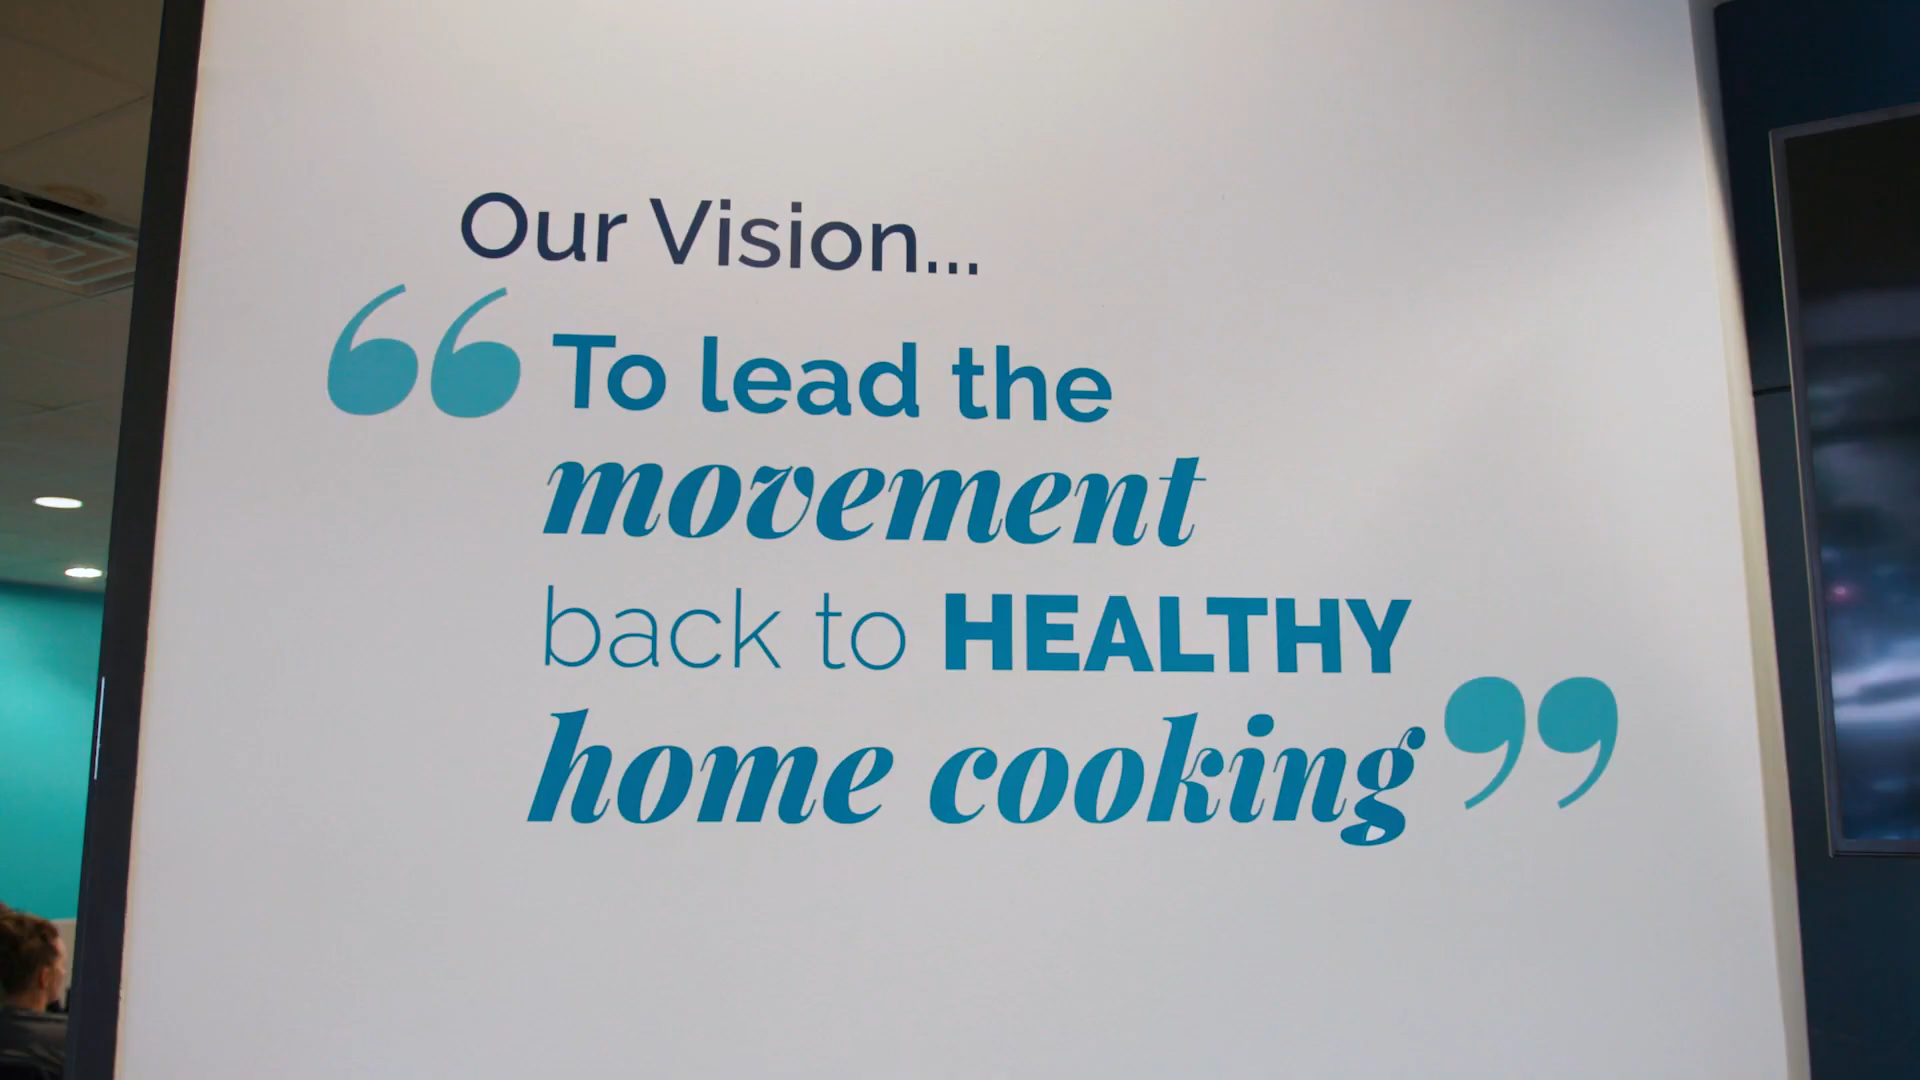 Our Vision...
“To lead the
movement
back to HEALTHY
home cooking”